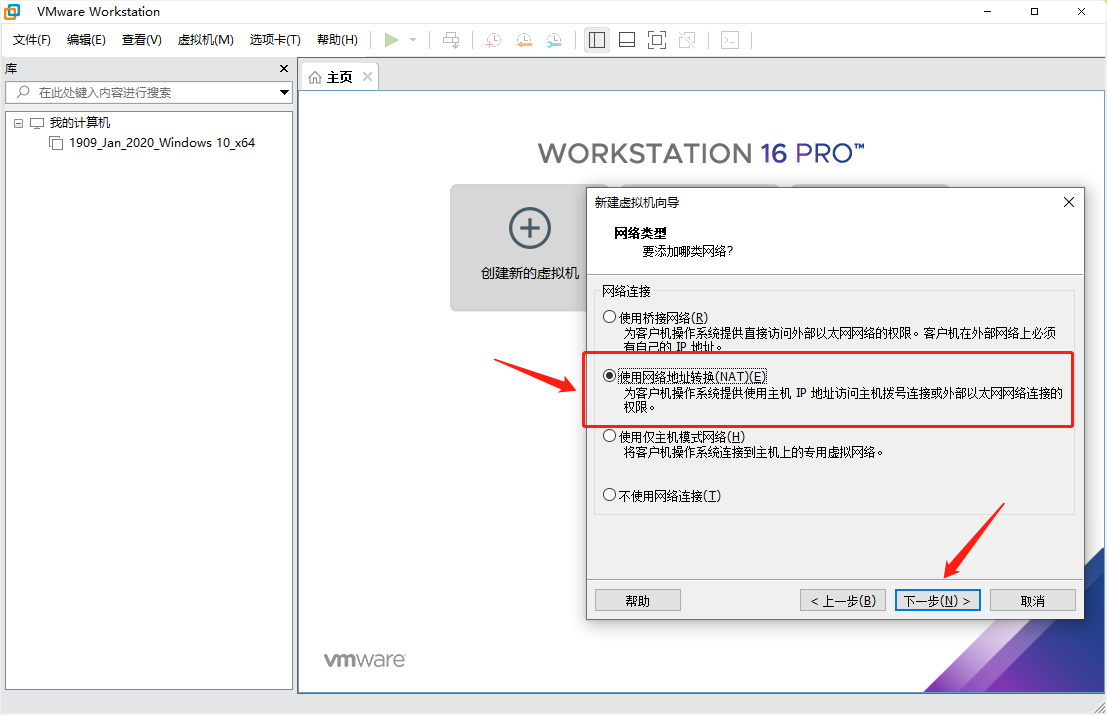 VMware Workstation
文件(F) 编辑(E) 查看(V) 虚拟机(M) 选项卡(T) 帮助(H)
库
在此处键入内容进行搜索
我的计算机
1909_Jan_2020_Windows 10_x64
主页
WORKSTATION 16 PRO™
创建新的虚拟机
新建虚拟机向导
网络类型
要添加哪类网络?
网络连接
使用桥接网络(R)
为客户机操作系统提供直接访问外部以太网网络的权限。客户机在外部网络上必须
有自己的 IP 地址。
使用网络地址转换(NAT)(E)
为客户机操作系统提供使用主机 IP 地址访问主机拨号连接或外部以太网网络连接的
权限。
使用仅主机模式网络(H)
将客户机操作系统连接到主机上的专用虚拟网络。
不使用网络连接(T)
帮助
< 上一步(B)
下一步(N) >
取消
vmware